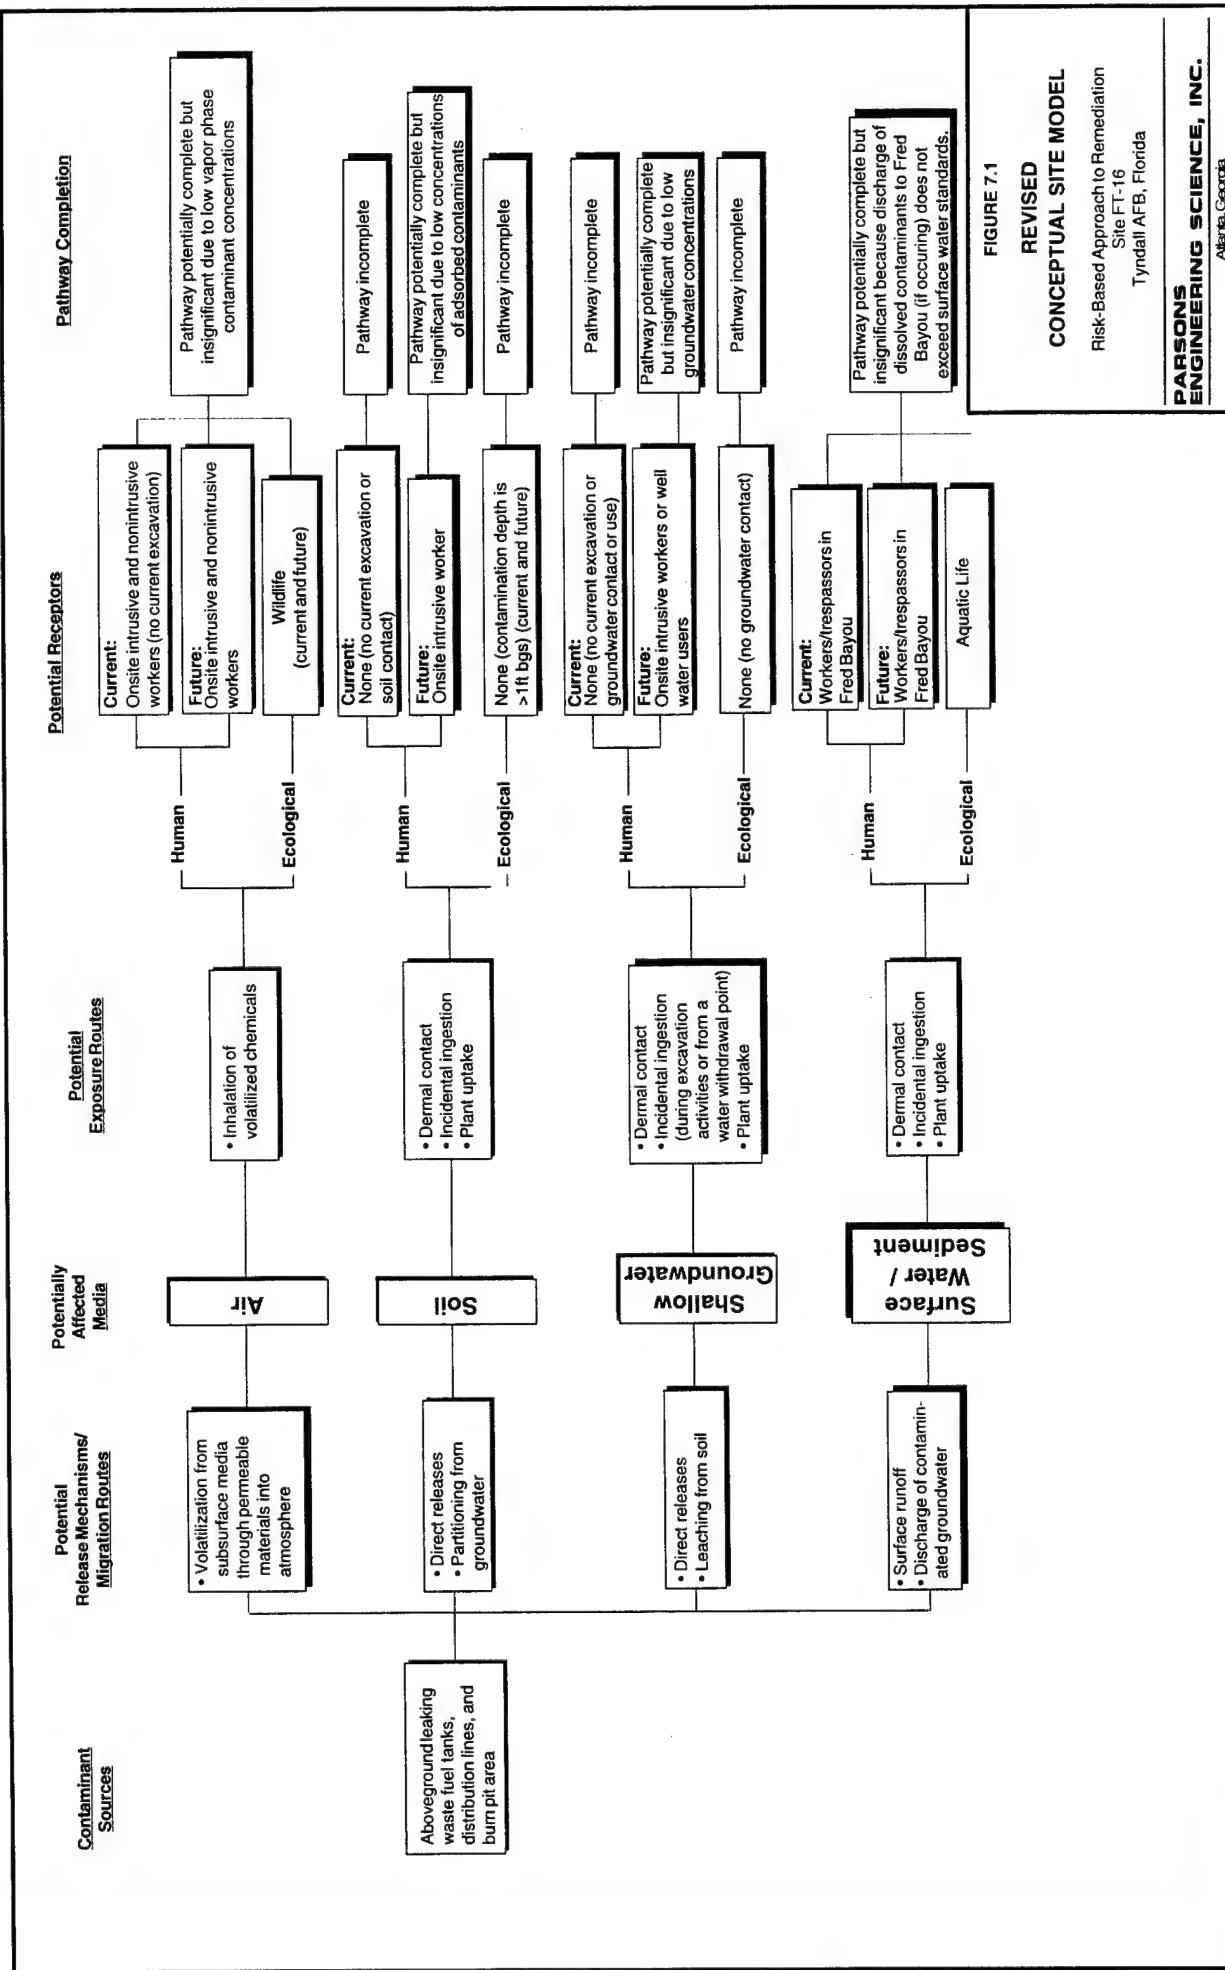 Contaminant
Sources
Potential
Release Mechanisms/
Migration Routes
Potentially
Affected
Media
Potential
Exposure Routes
Potential Receptors
Pathway Completion
Aboveground leaking
waste fuel tanks,
distribution lines, and
burn pit area
• Volatilization from
subsurface media
through permeable
materials into
atmosphere
Air
• Inhalation of
volatilized chemicals
Human
Current:
Onsite intrusive and nonintrusive
workers (no current excavation)
Future:
Onsite intrusive and nonintrusive
workers
Ecological
Wildlife
(current and future)
Pathway potentially complete but
insignificant due to low vapor phase
contaminant concentrations
• Direct releases
• Partitioning from
groundwater
Soil
• Dermal contact
• Incidental ingestion
• Plant uptake
Human
Current:
None (no current excavation or
soil contact)
Pathway incomplete
Future:
Onsite intrusive worker
Pathway potentially complete but
insignificant due to low concentrations
of adsorbed contaminants
Ecological
None (contamination depth is
>1ft bgs) (current and future)
Pathway incomplete
• Direct releases
• Leaching from soil
Shallow
Groundwater
• Dermal contact
• Incidental ingestion
(during excavation
activities or from a
water withdrawal point)
• Plant uptake
Human
Current:
None (no current excavation or
groundwater contact or use)
Pathway incomplete
Future:
Onsite intrusive workers or well
water users
Pathway potentially complete
but insignificant due to low
groundwater concentrations
Ecological
None (no groundwater contact)
Pathway incomplete
• Surface runoff
• Discharge of contamin-
ated groundwater
Surface
Water /
Sediment
• Dermal contact
• Incidental ingestion
• Plant uptake
Human
Current:
Workers/trespassors in
Fred Bayou
Future:
Workers/trespassors in
Fred Bayou
Ecological
Aquatic Life
Pathway potentially complete but
insignificant because discharge of
dissolved contaminants to Fred
Bayou (if occuring) does not
exceed surface water standards.
FIGURE 7.1
REVISED
CONCEPTUAL SITE MODEL
Risk-Based Approach to Remediation
Site FT-16
Tyndall AFB, Florida
PARSONS
ENGINEERING SCIENCE, INC.
Atlanta, Georgia